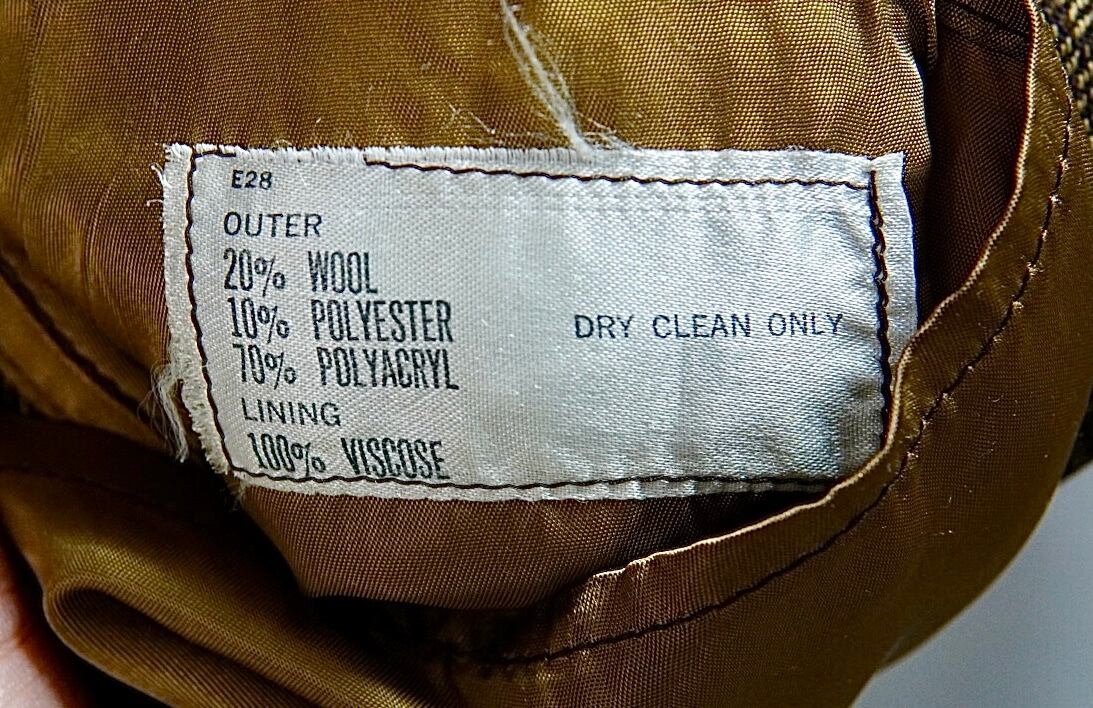 E28
OUTER
20% WOOL
10% POLYESTER
DRY CLEAN ONLY
70% POLYACRYL
LINING
100% VISCOSE